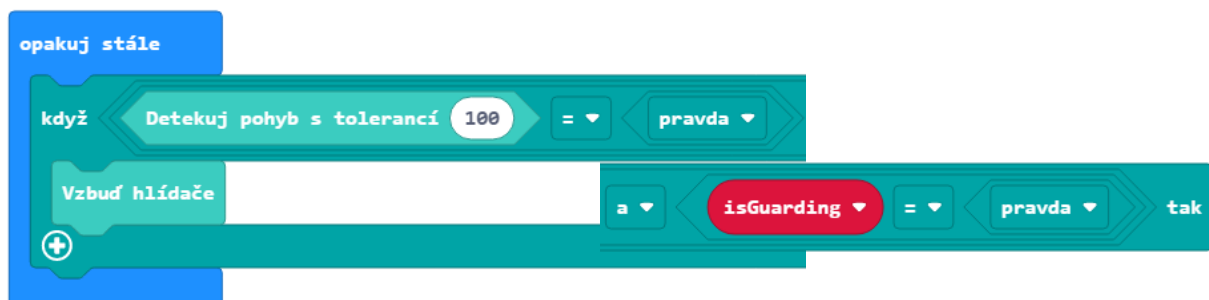 opakuj stále
když Detekuj pohyb s tolerancí 100 = pravda
Vzbuď hlídače
a isGuarding = pravda tak